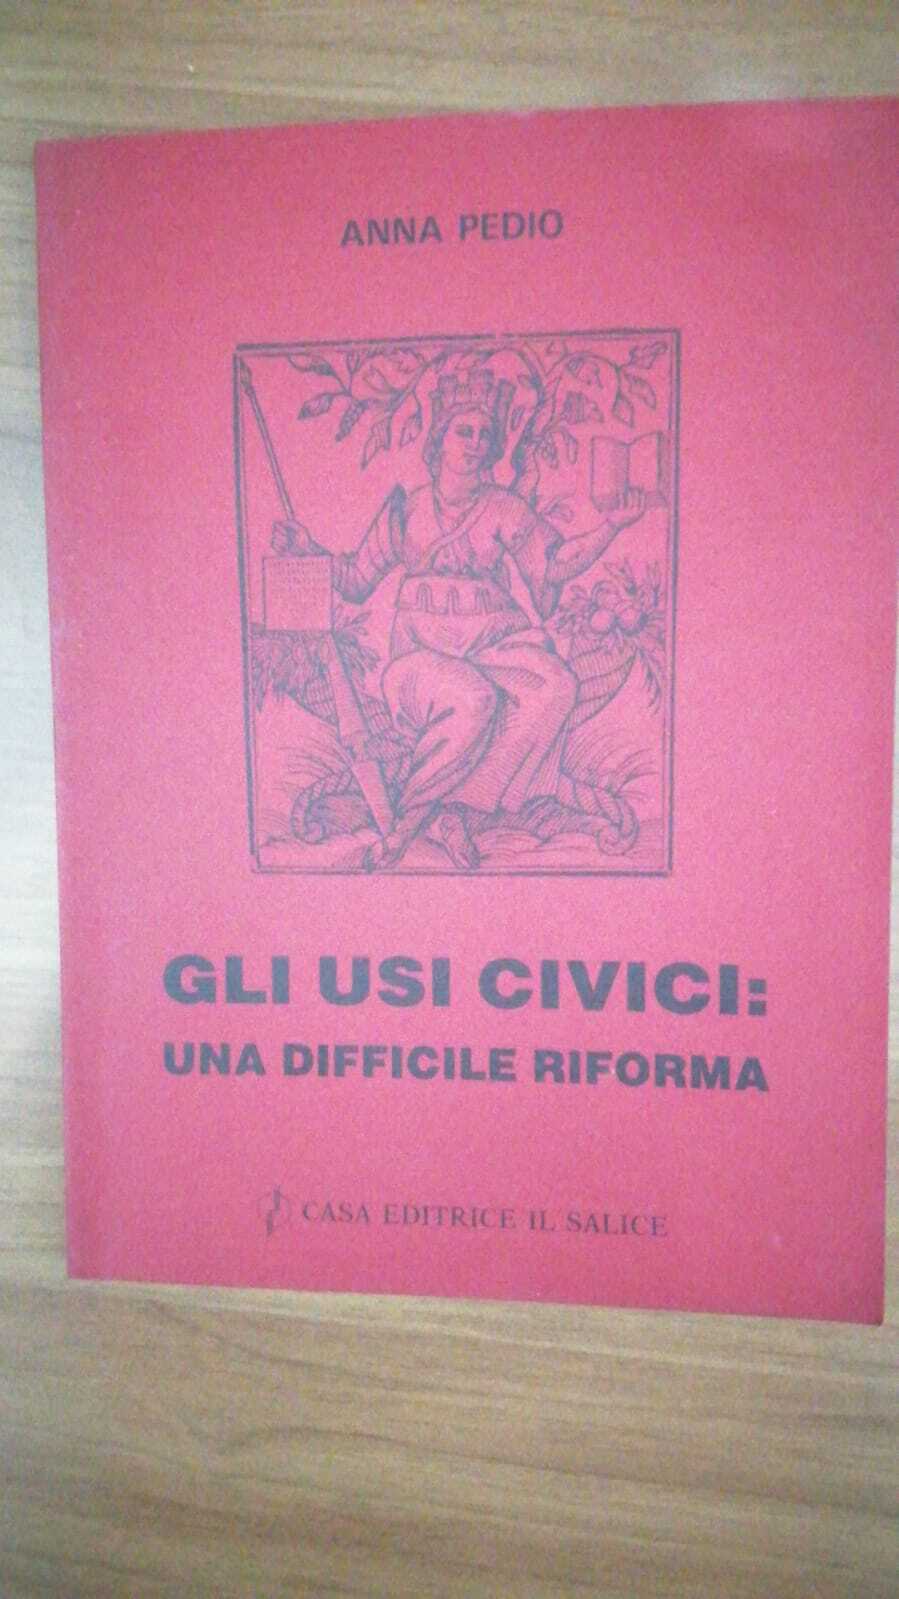 ANNA PEDIO
GLI USI CIVICI:
UNA DIFFICILE RIFORMA
CASA EDITRICE IL SALICE